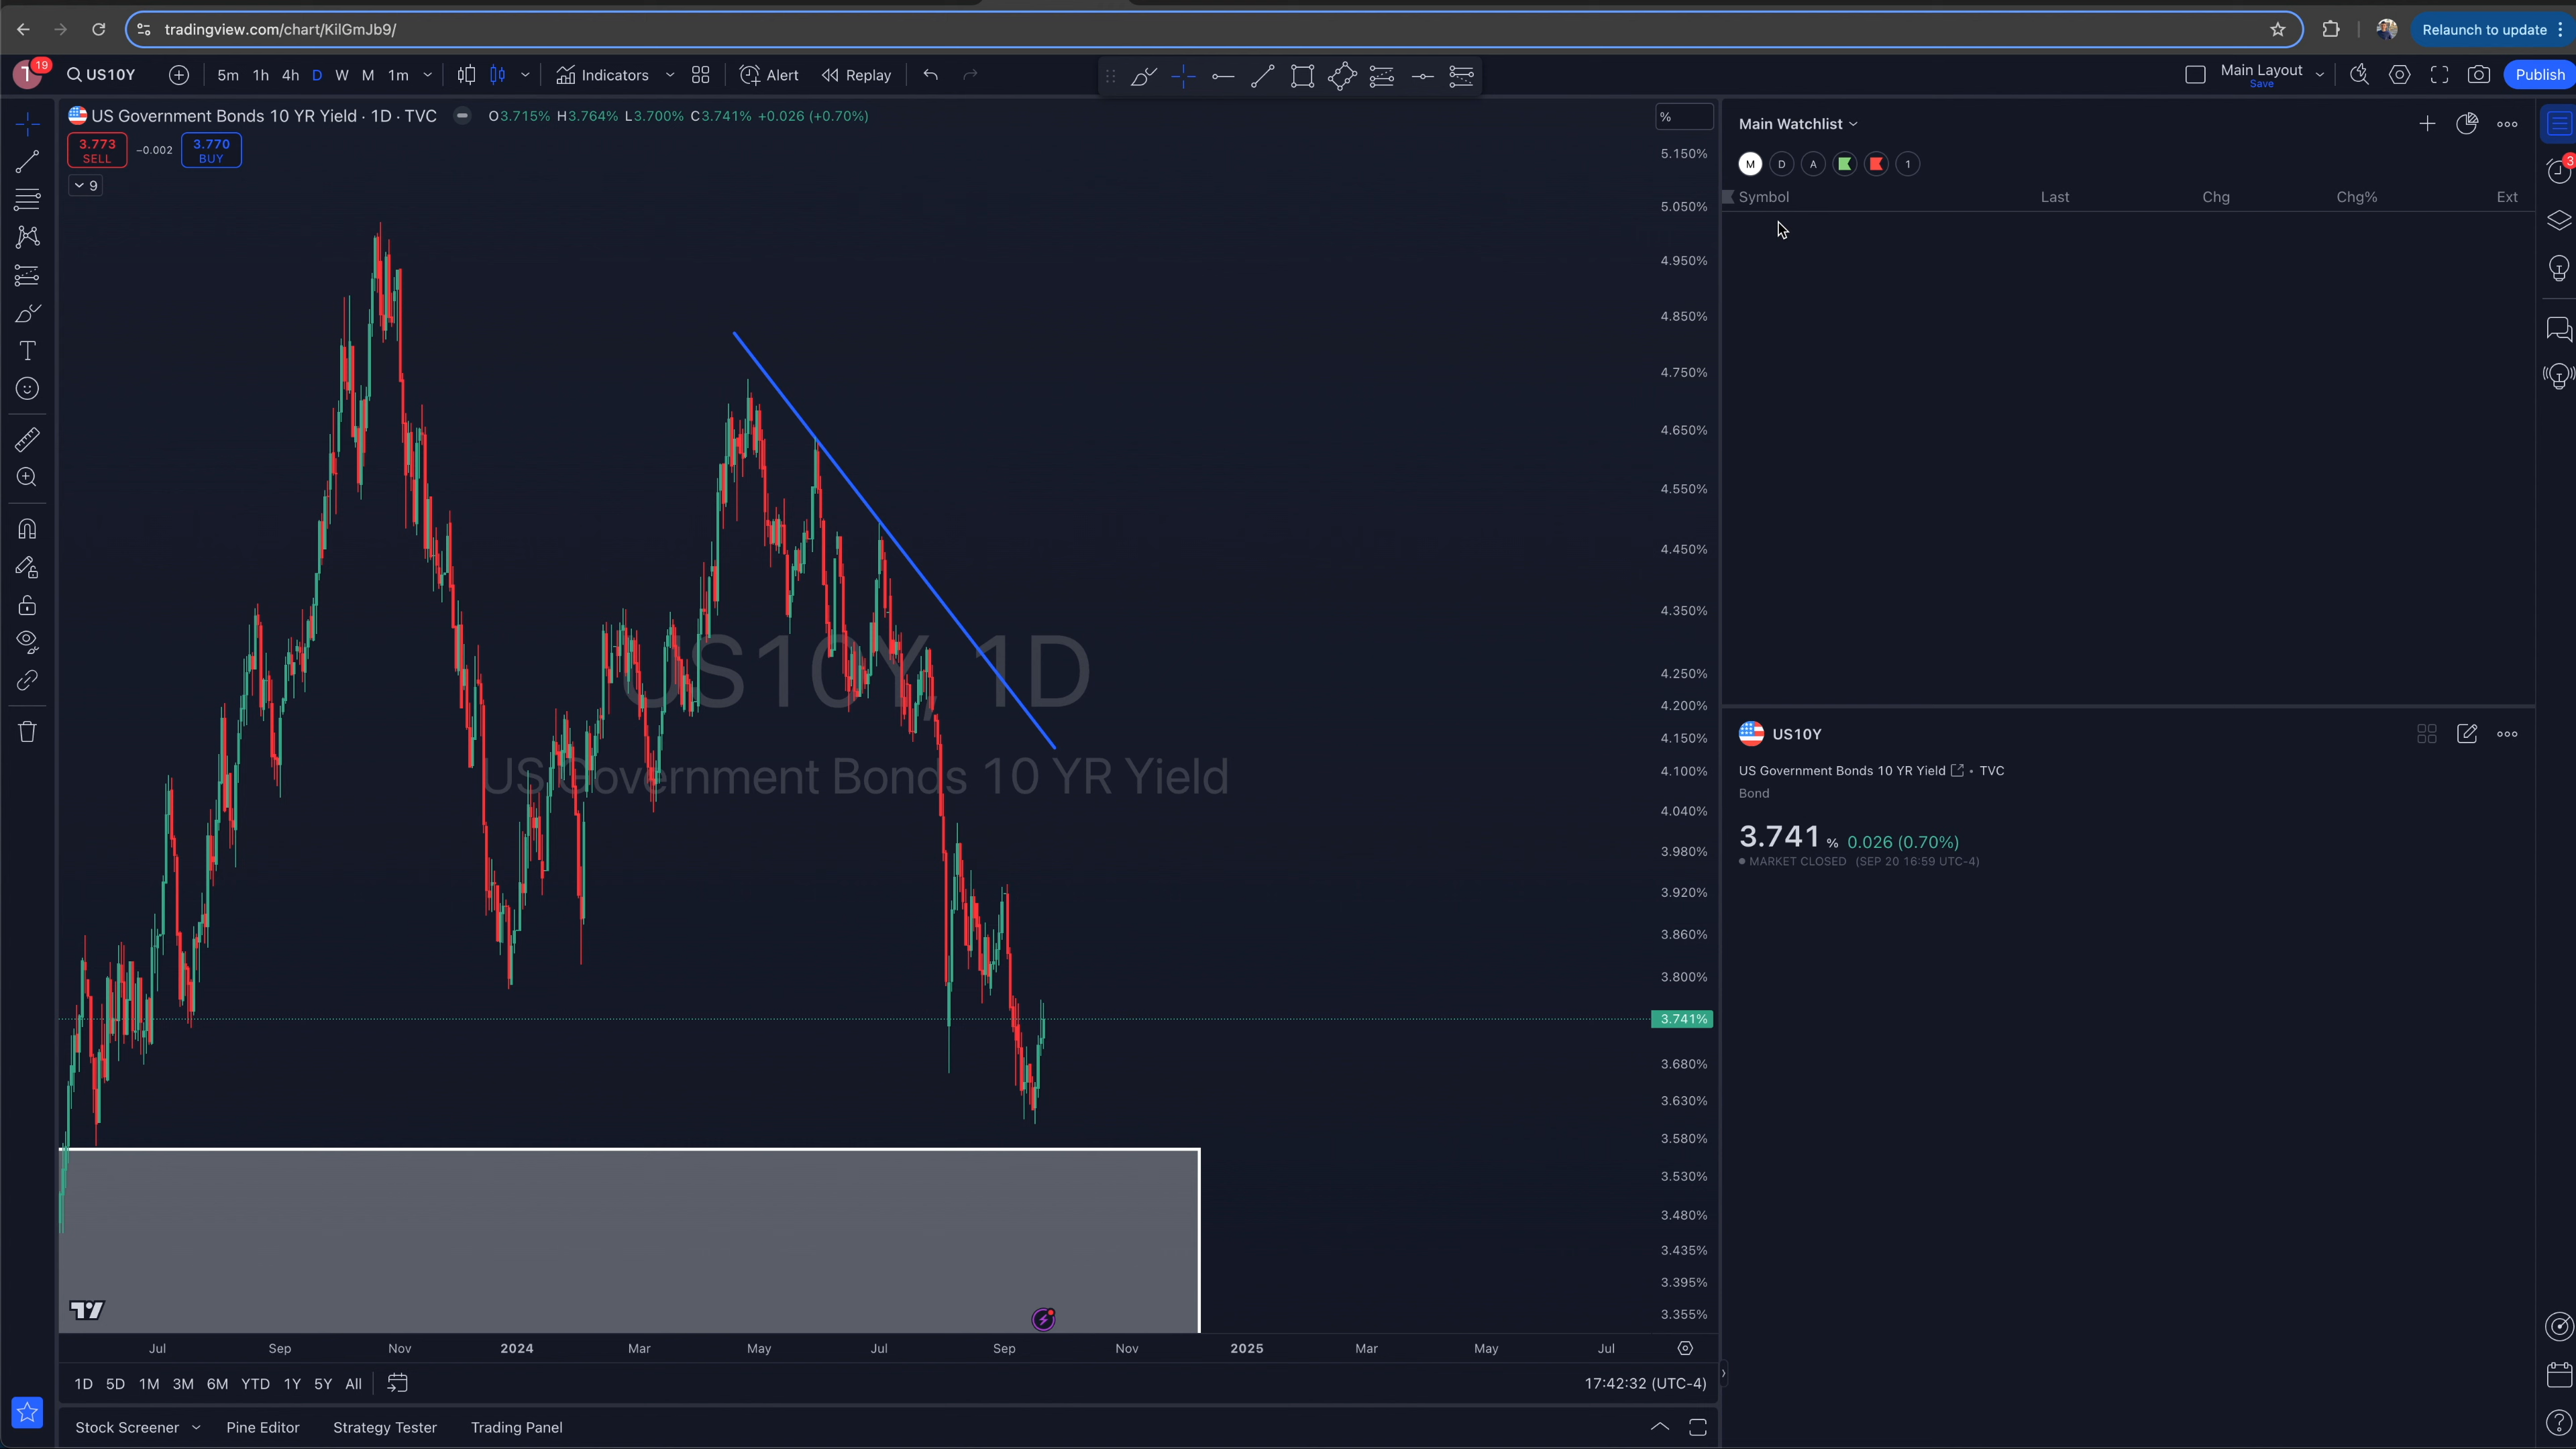 tradingview.com/chart/KilGmJb9/
Relaunch to update
19
US10Y
5m 1h 4h D W M 1m
Indicators
Alert
Replay
Main Layout
Save
Publish
US Government Bonds 10 YR Yield · 1D · TVC
O3.715% H3.764% L3.700% C3.741% +0.026 (+0.70%)
3.773
SELL
−0.002
3.770
BUY
9
%
5.150%
5.050%
4.950%
4.850%
4.750%
4.650%
4.550%
4.450%
4.350%
4.250%
4.200%
4.150%
4.100%
4.040%
3.980%
3.920%
3.860%
3.800%
3.741%
3.680%
3.630%
3.580%
3.530%
3.480%
3.435%
3.395%
3.355%
US10Y, 1D
US Government Bonds 10 YR Yield
Jul Sep Nov 2024 Mar May Jul Sep Nov 2025 Mar May Jul
1D 5D 1M 3M 6M YTD 1Y 5Y All
17:42:32 (UTC-4)
Stock Screener Pine Editor Strategy Tester Trading Panel
Main Watchlist
M D A 1
Symbol Last Chg Chg% Ext
US10Y
US Government Bonds 10 YR Yield • TVC
Bond
3.741 % 0.026 (0.70%)
MARKET CLOSED (SEP 20 16:59 UTC-4)
3